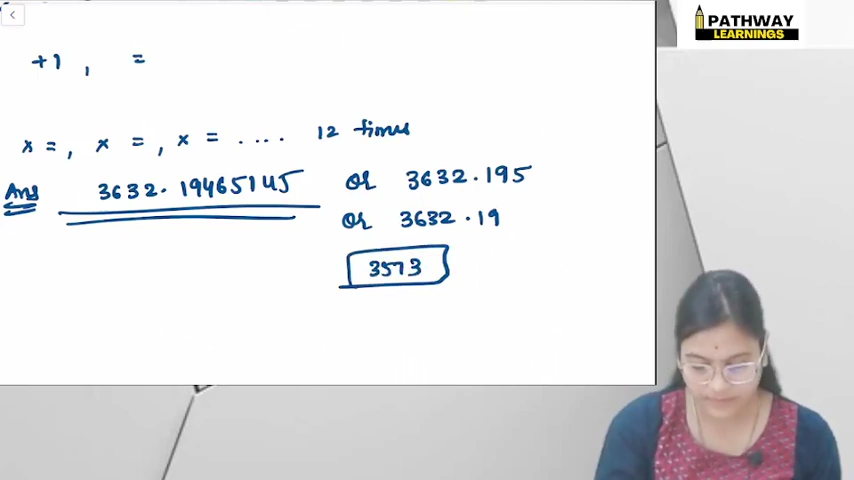 PATHWAY
LEARNINGS
+1 , =
x =, x =, x = .... 12 times
Ans 3632.19465145 or 3632.195
or 3632.19
3573